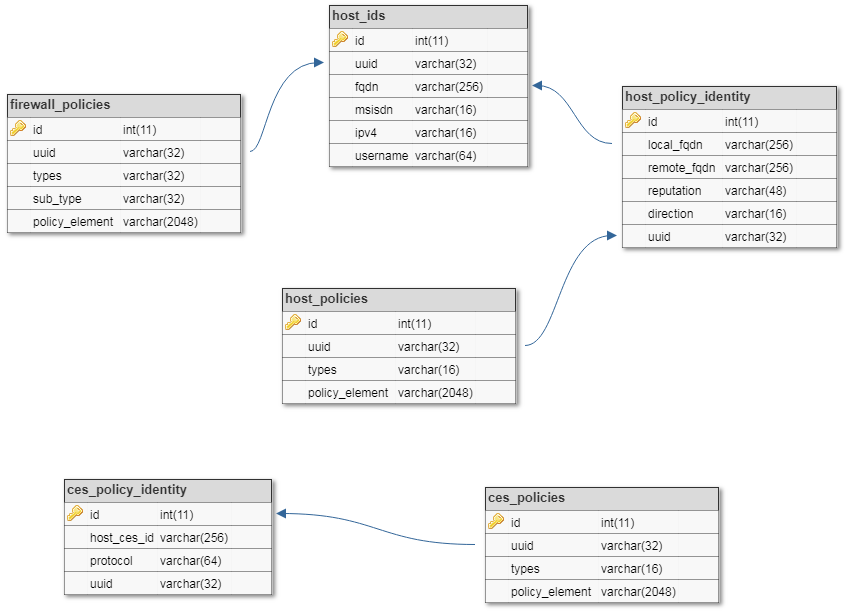 host_ids
id int(11)
uuid varchar(32)
fqdn varchar(256)
msisdn varchar(16)
ipv4 varchar(16)
username varchar(64)
firewall_policies
id int(11)
uuid varchar(32)
types varchar(32)
sub_type varchar(32)
policy_element varchar(2048)
host_policy_identity
id int(11)
local_fqdn varchar(256)
remote_fqdn varchar(256)
reputation varchar(48)
direction varchar(16)
uuid varchar(32)
host_policies
id int(11)
uuid varchar(32)
types varchar(16)
policy_element varchar(2048)
ces_policy_identity
id int(11)
host_ces_id varchar(256)
protocol varchar(64)
uuid varchar(32)
ces_policies
id int(11)
uuid varchar(32)
types varchar(16)
policy_element varchar(2048)